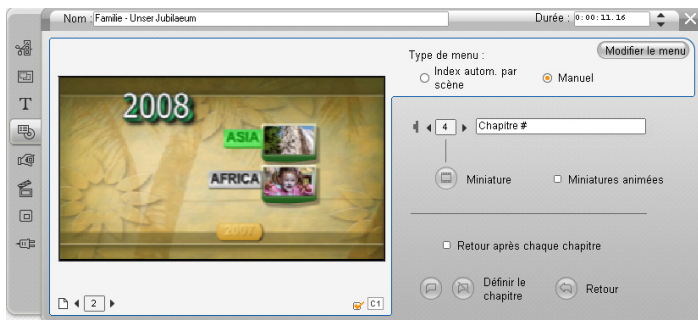 Nom : Familie - Unser Jubilaeum
Durée : 0:00:11.16
Type de menu :
Modifier le menu
Index autom. par scène
Manuel
2008
ASIA
AFRICA
2007
4
Chapitre #
Miniature
Miniatures animées
Retour après chaque chapitre
Définir le chapitre
Retour
2
C1
T